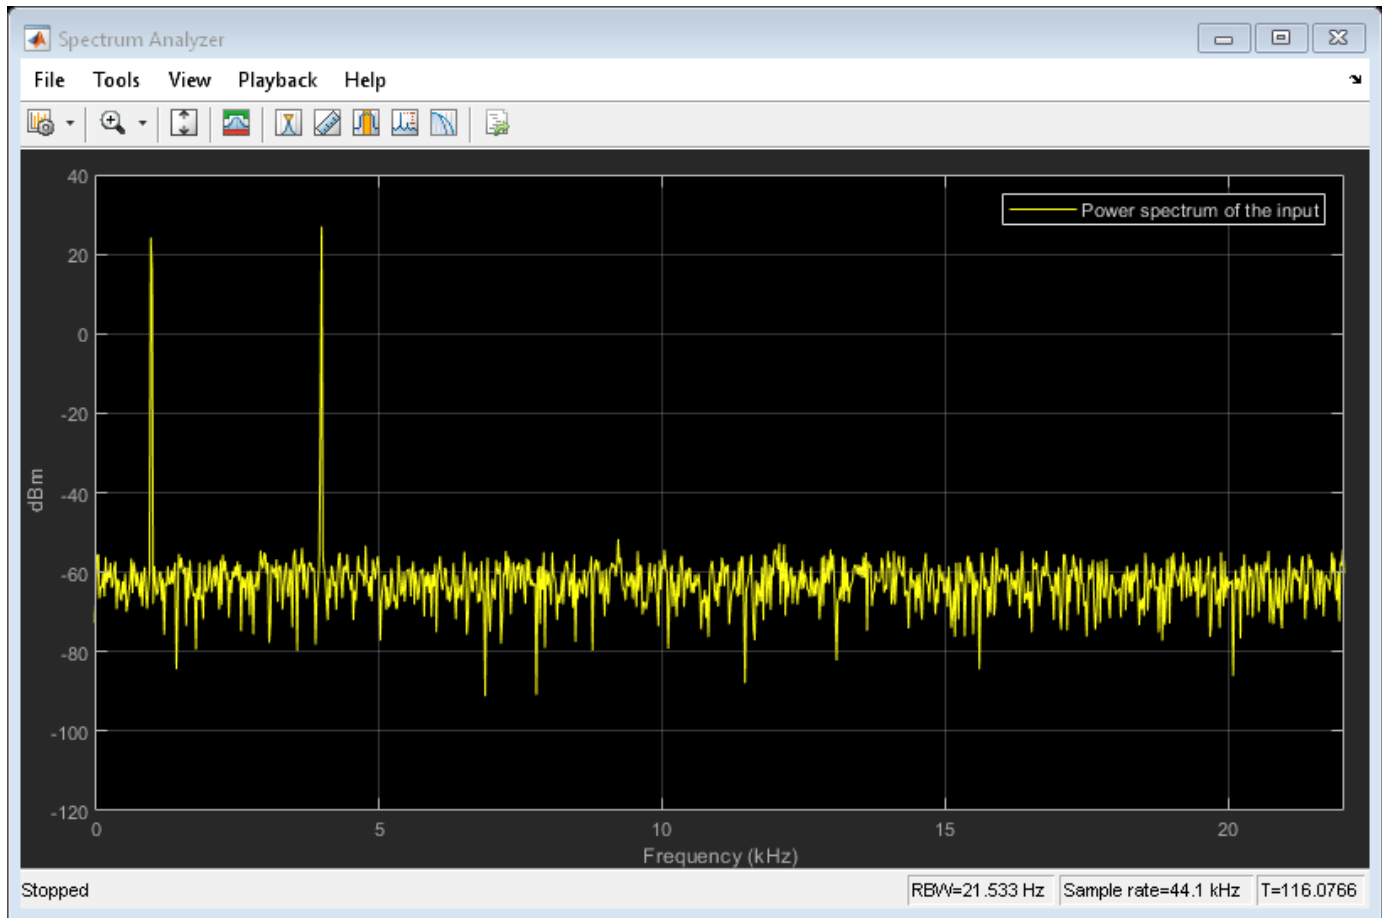 Spectrum Analyzer
File Tools View Playback Help
Power spectrum of the input
40
20
0
-20
-40
-60
-80
-100
-120
dBm
0 5 10 15 20
Frequency (kHz)
Stopped RBW=21.533 Hz Sample rate=44.1 kHz T=116.0766